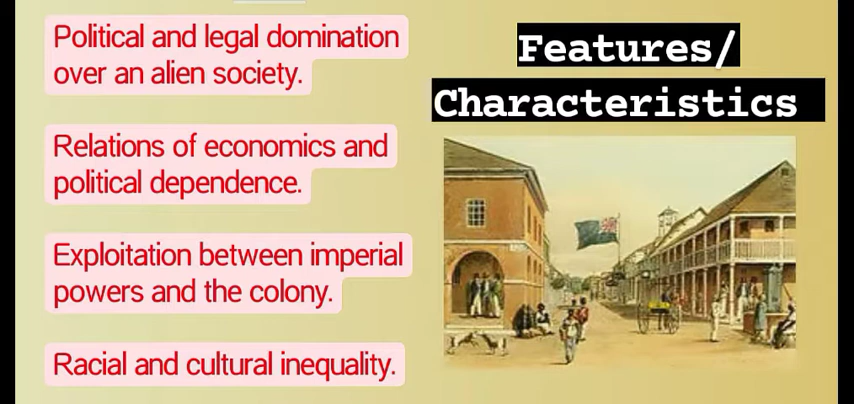 Political and legal domination
over an alien society.
Relations of economics and
political dependence.
Exploitation between imperial
powers and the colony.
Racial and cultural inequality.
Features/
Characteristics